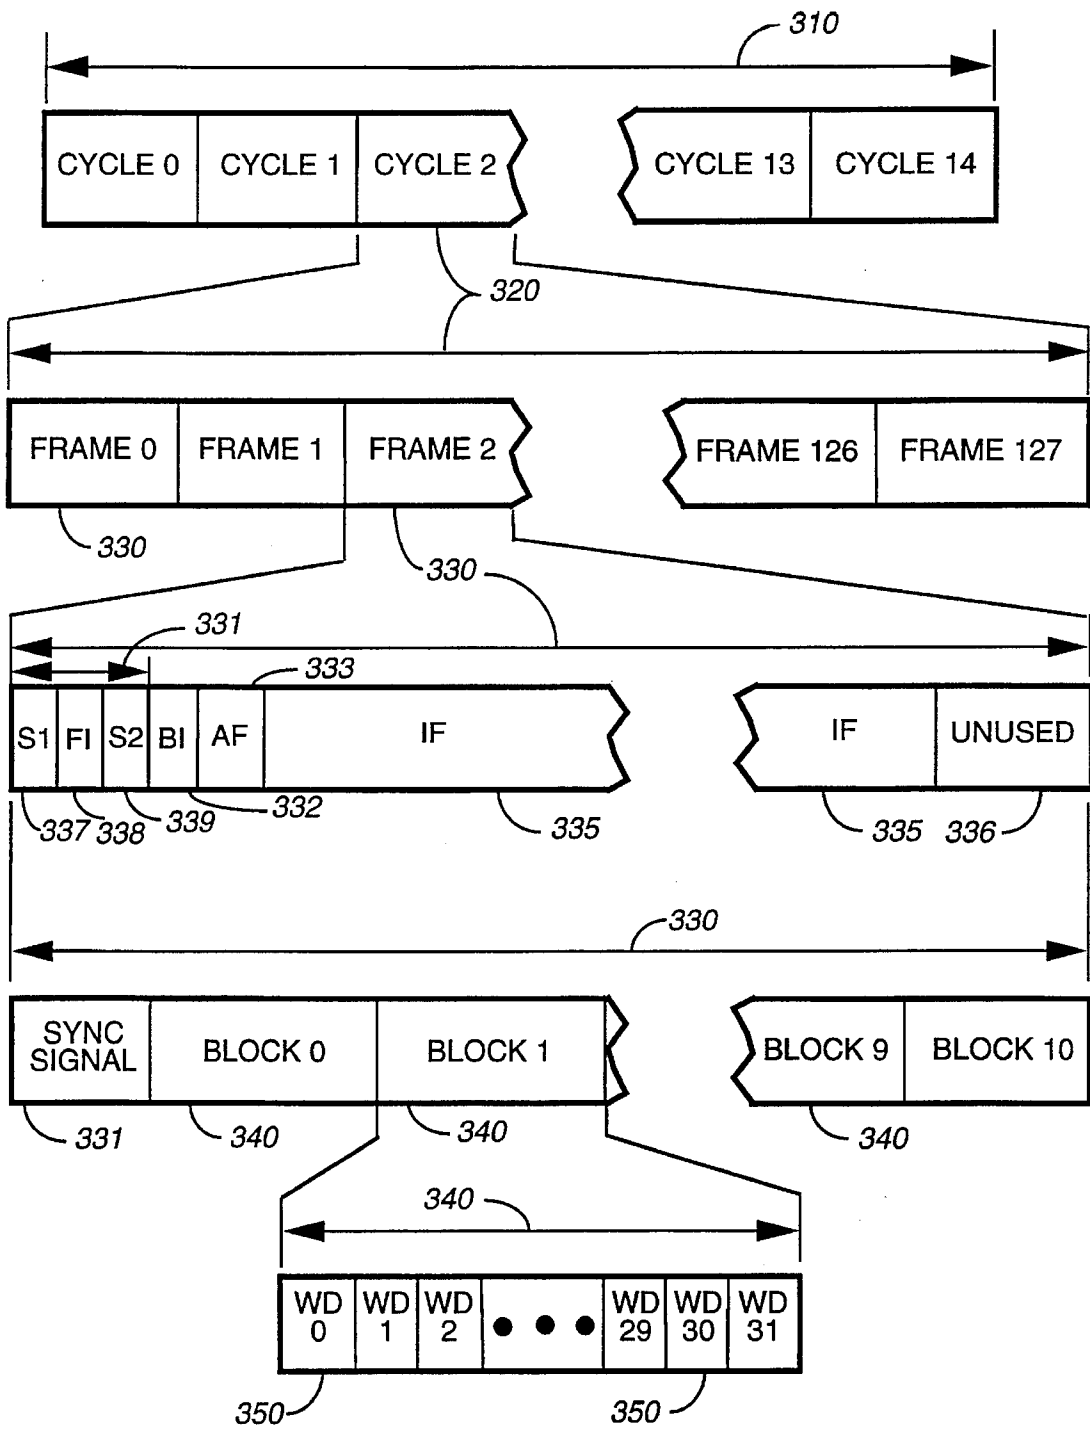 310
CYCLE 0 CYCLE 1 CYCLE 2 CYCLE 13 CYCLE 14
320
FRAME 0 FRAME 1 FRAME 2 FRAME 126 FRAME 127
330 330
331
333
S1 FI S2 BI AF IF IF UNUSED
337 338 339 332 335 335 336
330
SYNC
SIGNAL BLOCK 0 BLOCK 1 BLOCK 9 BLOCK 10
331 340 340 340
340
WD WD WD WD WD WD
0 1 2 29 30 31
350 350